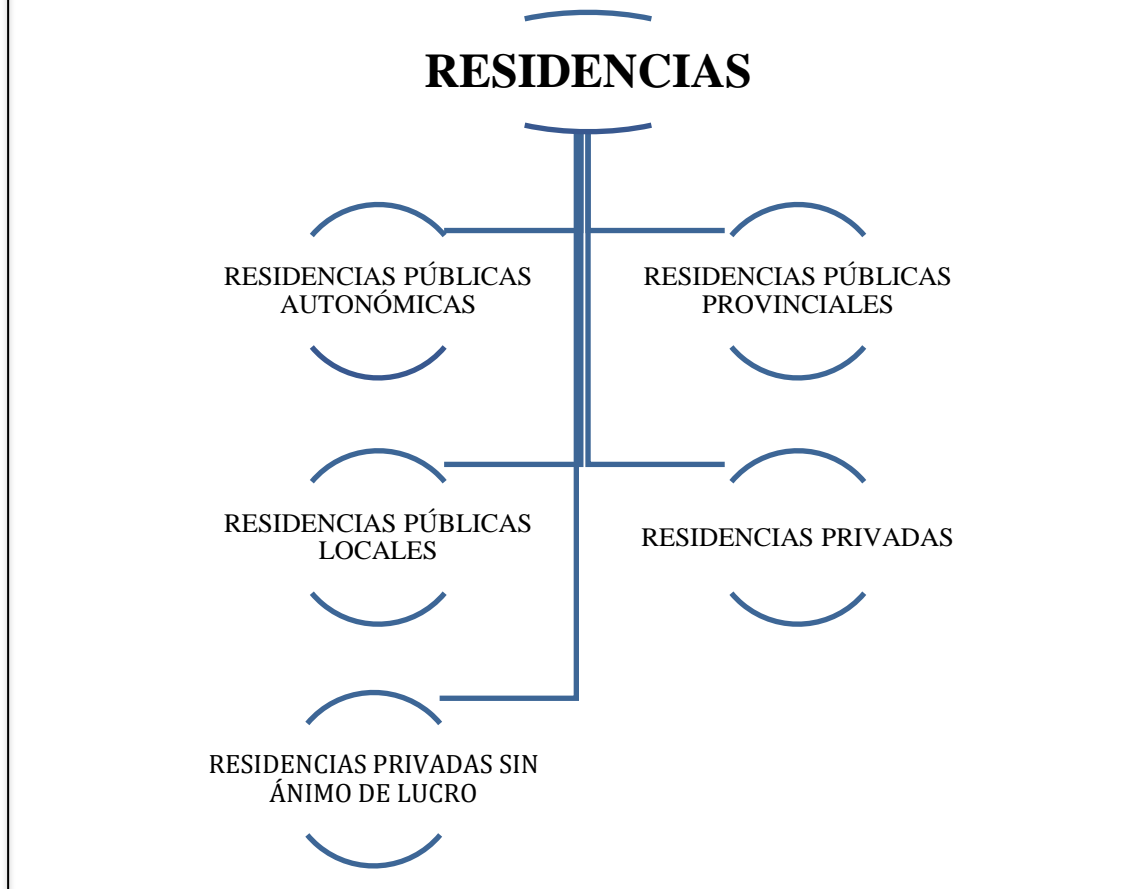 RESIDENCIAS
RESIDENCIAS PÚBLICAS
AUTONÓMICAS
RESIDENCIAS PÚBLICAS
PROVINCIALES
RESIDENCIAS PÚBLICAS
LOCALES
RESIDENCIAS PRIVADAS
RESIDENCIAS PRIVADAS SIN
ÁNIMO DE LUCRO